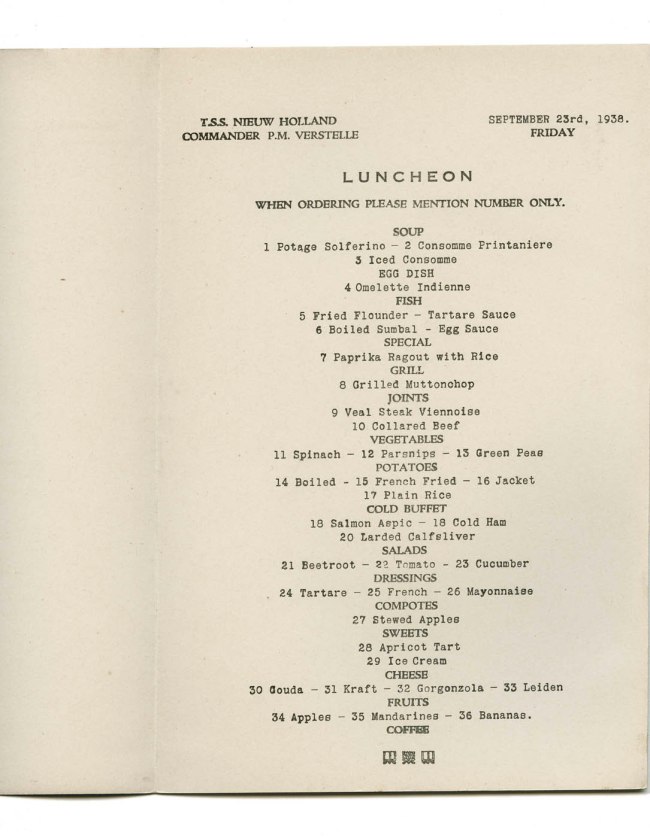 T.S.S. NIEUW HOLLAND
COMMANDER P.M. VERSTELLE
SEPTEMBER 23rd, 1938.
FRIDAY
LUNCHEON
WHEN ORDERING PLEASE MENTION NUMBER ONLY.
SOUP
1 Potage Solferino – 2 Consomme Printaniere
3 Iced Consomme
EGG DISH
4 Omelette Indienne
FISH
5 Fried Flounder – Tartare Sauce
6 Boiled Sumbal - Egg Sauce
SPECIAL
7 Paprika Ragout with Rice
GRILL
8 Grilled Muttonchop
JOINTS
9 Veal Steak Viennoise
10 Collared Beef
VEGETABLES
11 Spinach – 12 Parsnips – 13 Green Peas
POTATOES
14 Boiled - 15 French Fried – 16 Jacket
17 Plain Rice
COLD BUFFET
18 Salmon Aspic – 18 Cold Ham
20 Larded Calfsliver
SALADS
21 Beetroot – 22 Tomato - 23 Cucumber
DRESSINGS
24 Tartare – 25 French - 26 Mayonnaise
COMPOTES
27 Stewed Apples
SWEETS
28 Apricot Tart
29 Ice Cream
CHEESE
30 Gouda – 31 Kraft – 32 Gorgonzola – 33 Leiden
FRUITS
34 Apples – 35 Mandarines – 36 Bananas.
COFFEE